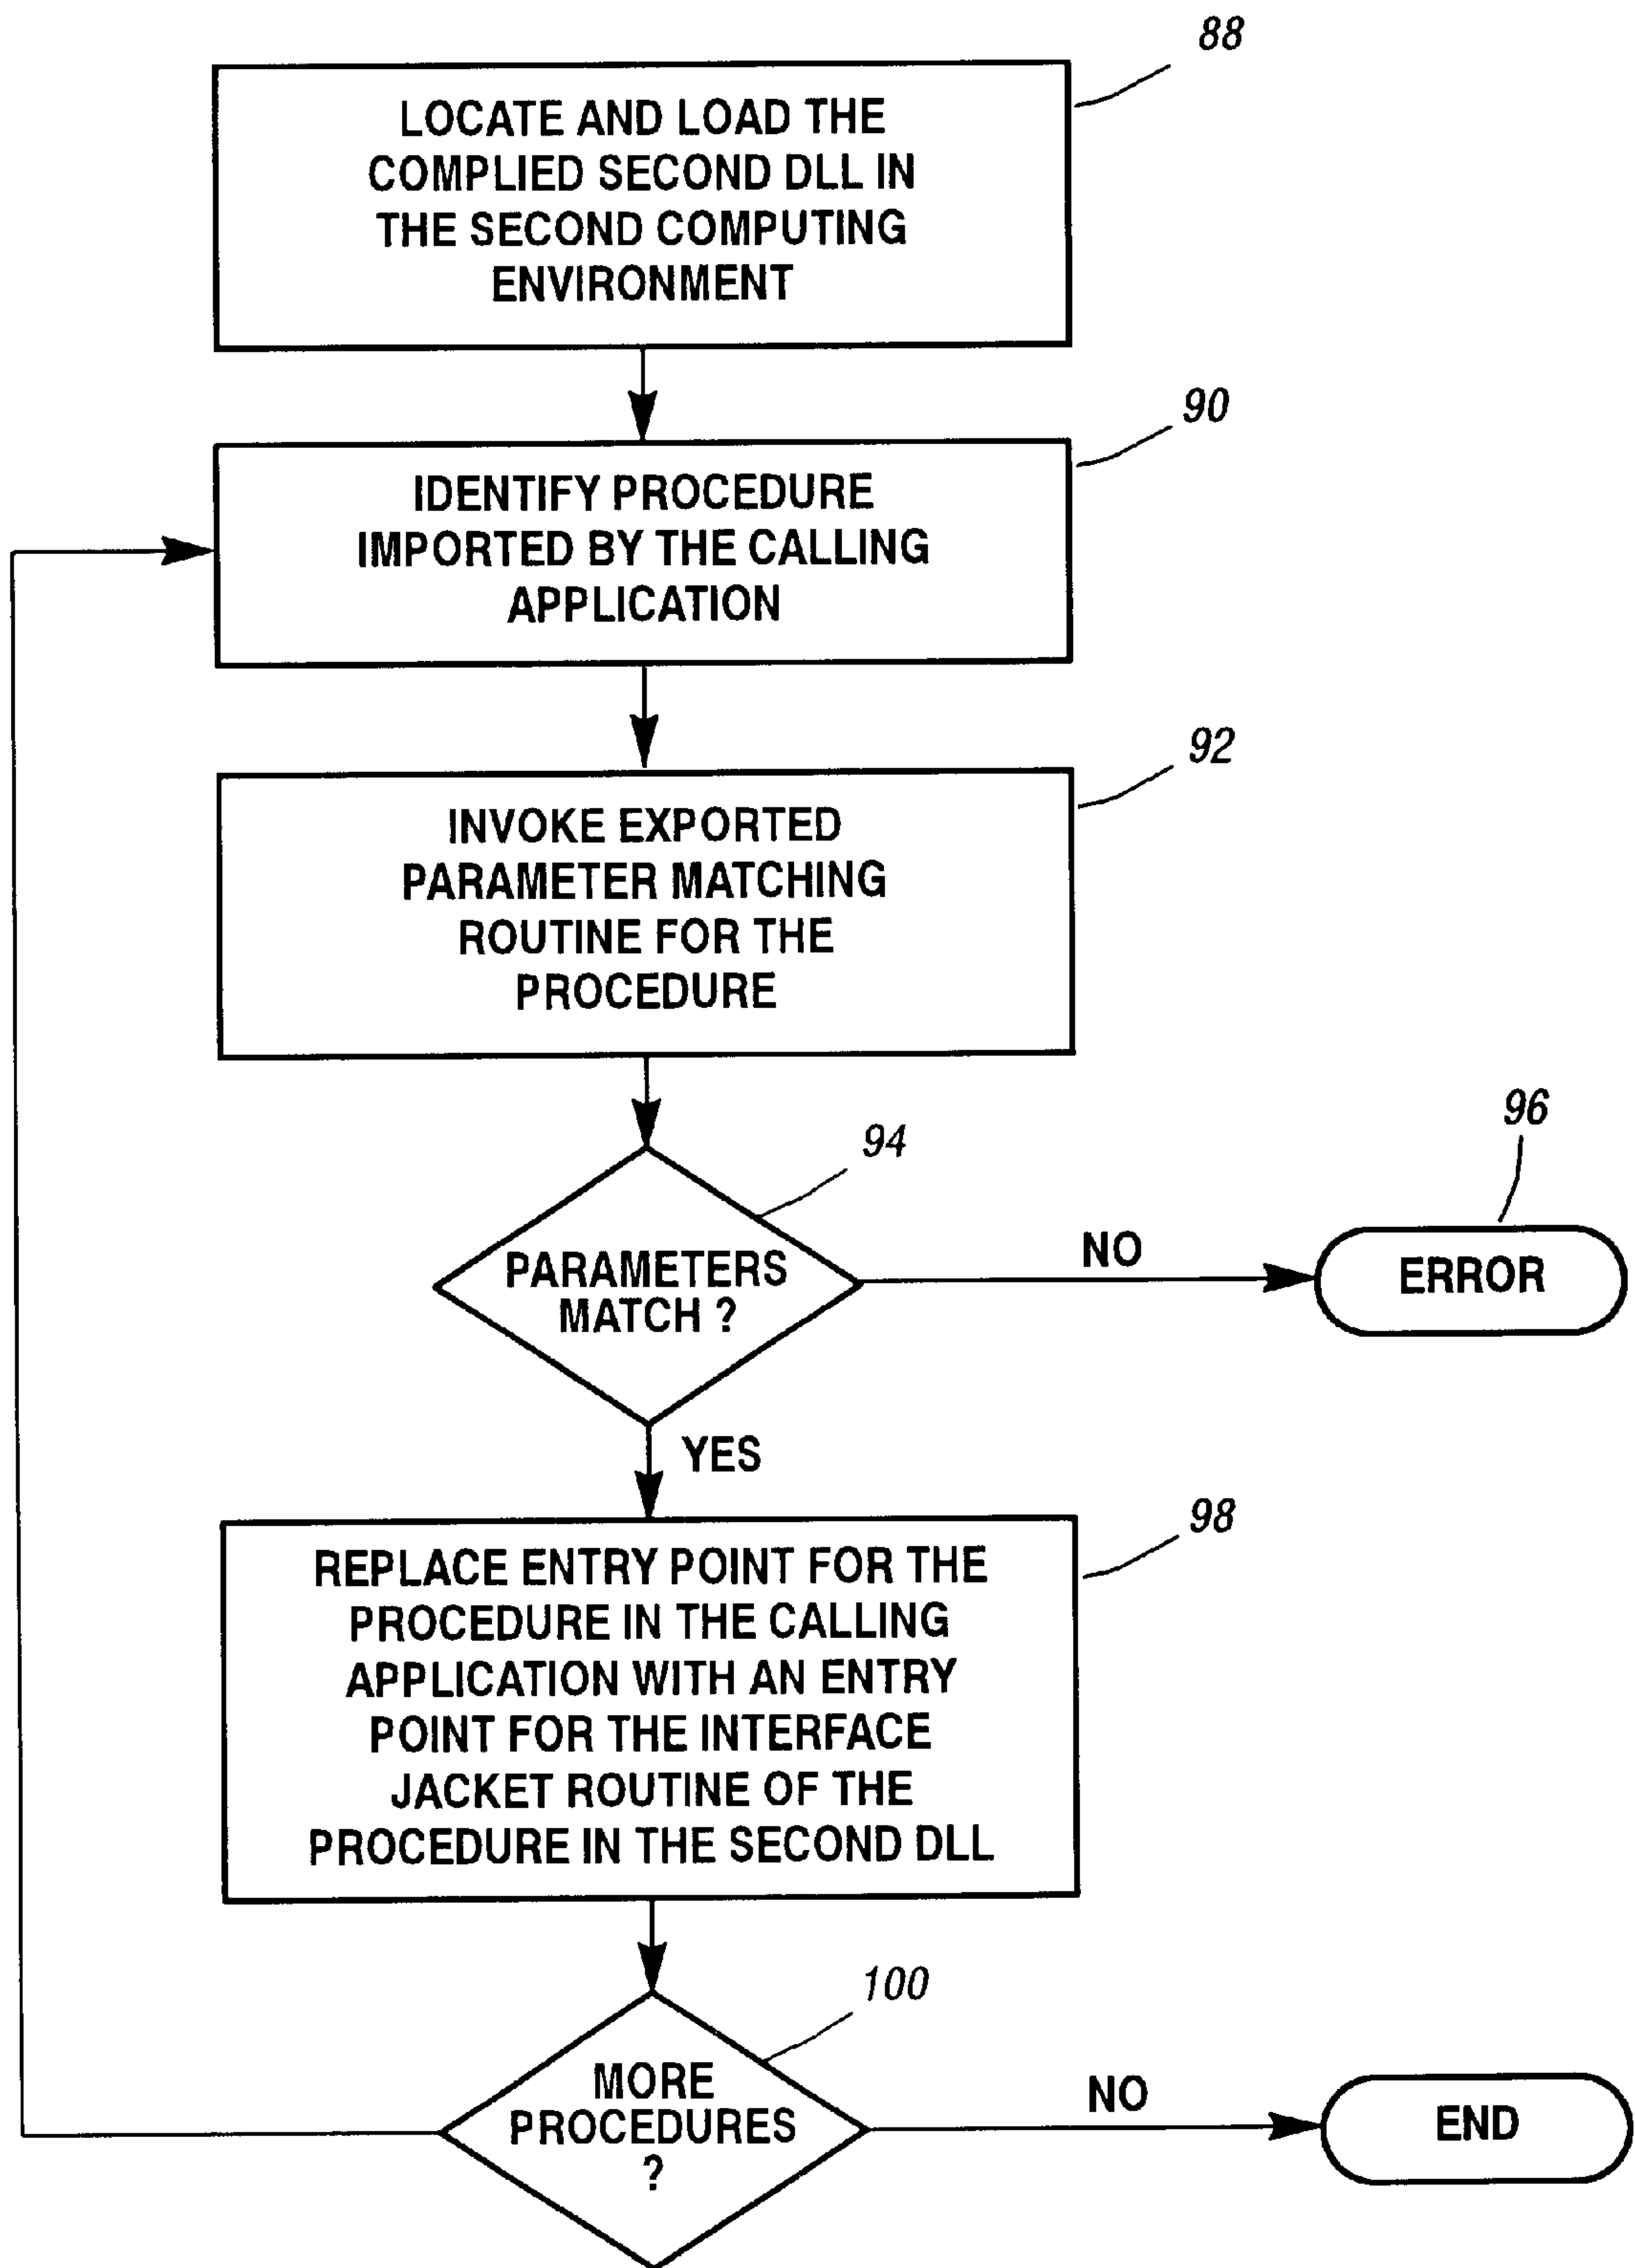 88
LOCATE AND LOAD THE
COMPLIED SECOND DLL IN
THE SECOND COMPUTING
ENVIRONMENT
90
IDENTIFY PROCEDURE
IMPORTED BY THE CALLING
APPLICATION
92
INVOKE EXPORTED
PARAMETER MATCHING
ROUTINE FOR THE
PROCEDURE
94
PARAMETERS
MATCH ?
NO
96
ERROR
YES
98
REPLACE ENTRY POINT FOR THE
PROCEDURE IN THE CALLING
APPLICATION WITH AN ENTRY
POINT FOR THE INTERFACE
JACKET ROUTINE OF THE
PROCEDURE IN THE SECOND DLL
100
MORE
PROCEDURES
?
NO
END